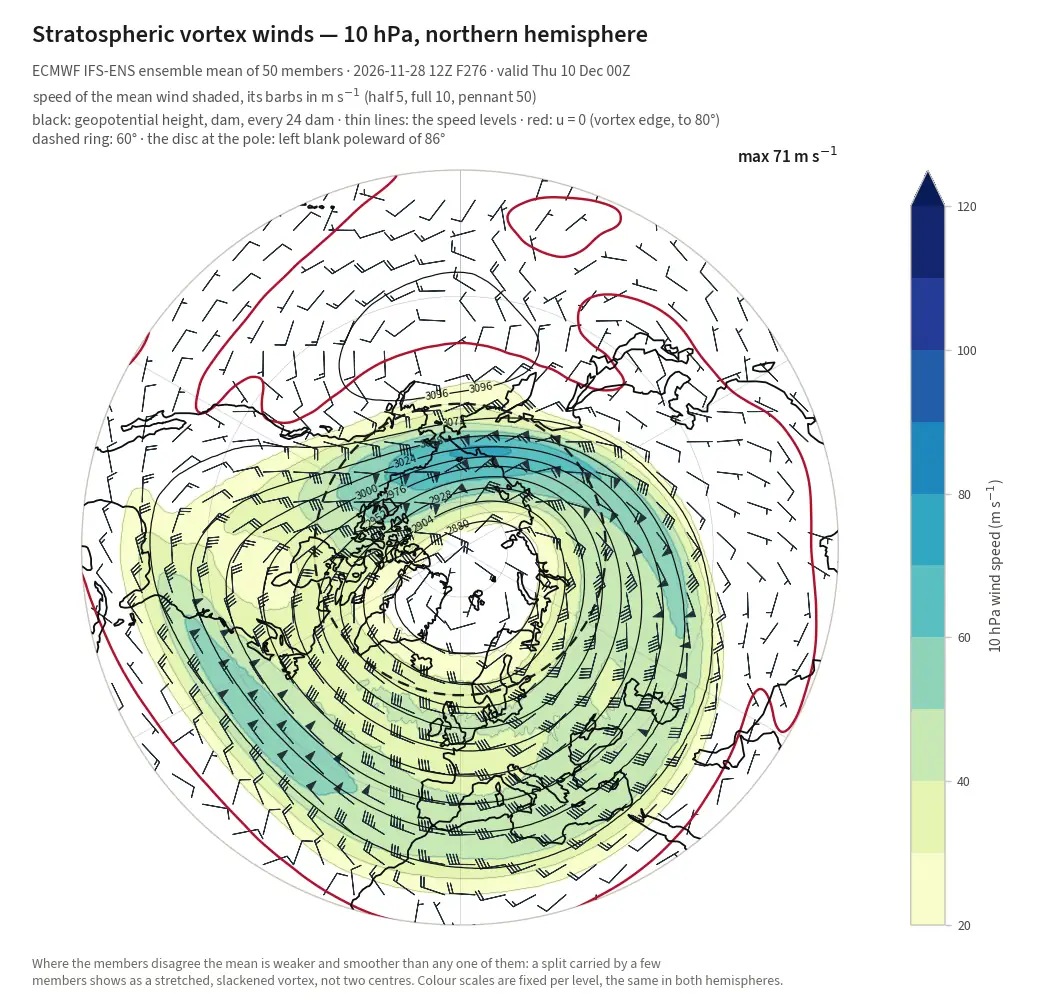 Stratospheric vortex winds — 10 hPa, northern hemisphere
ECMWF IFS-ENS ensemble mean of 50 members · 2026-11-28 12Z F276 · valid Thu 10 Dec 00Z
speed of the mean wind shaded, its barbs in m s⁻¹ (half 5, full 10, pennant 50)
black: geopotential height, dam, every 24 dam · thin lines: the speed levels · red: u = 0 (vortex edge, to 80°)
dashed ring: 60° · the disc at the pole: left blank poleward of 86°
max 71 m s⁻¹
120
100
80
60
40
20
10 hPa wind speed (m s⁻¹)
3096
3096
3024
3000
2928
2904
2880
Where the members disagree the mean is weaker and smoother than any one of them: a split carried by a few
members shows as a stretched, slackened vortex, not two centres. Colour scales are fixed per level, the same in both hemispheres.